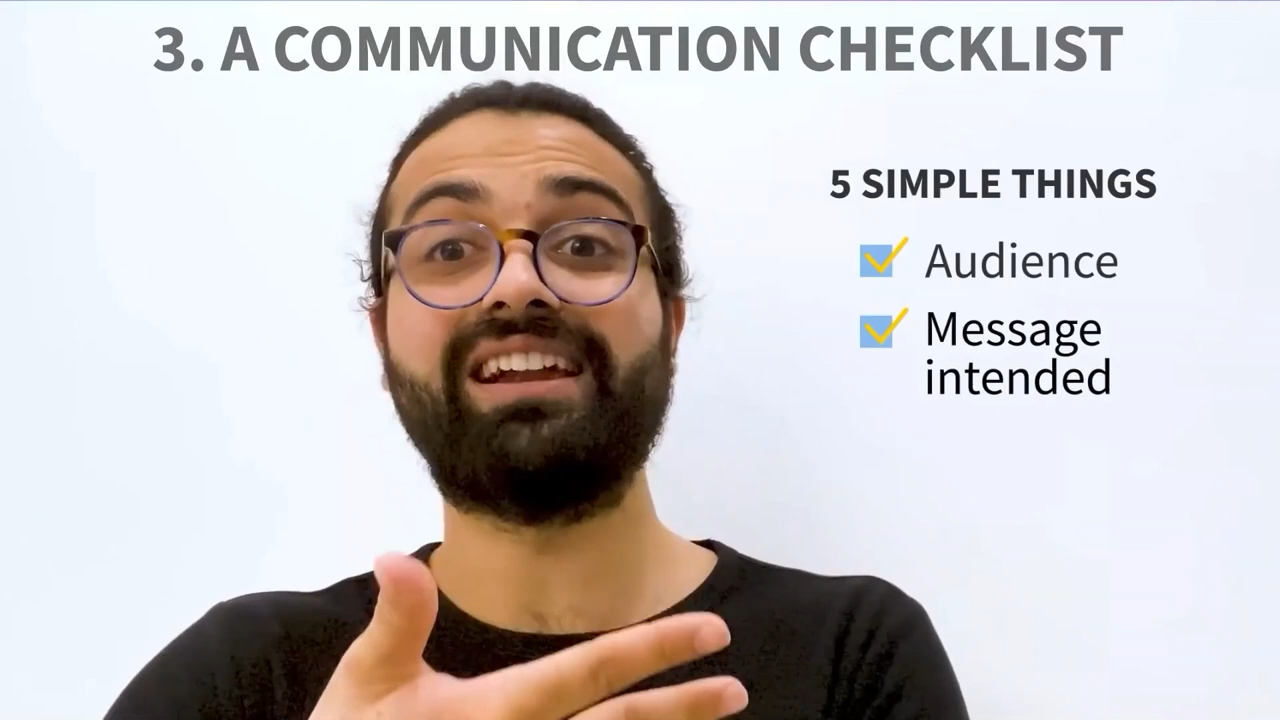 3. A COMMUNICATION CHECKLIST
5 SIMPLE THINGS
Audience
Message
intended